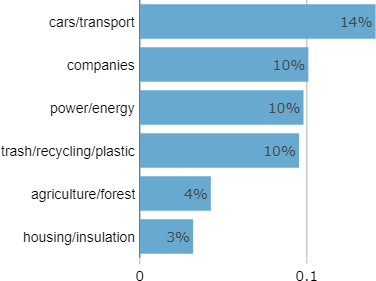 cars/transport 14%
companies 10%
power/energy 10%
trash/recycling/plastic 10%
agriculture/forest 4%
housing/insulation 3%
0 0.1